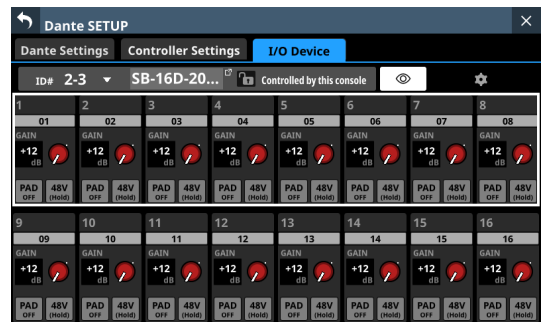 Dante SETUP
Dante Settings Controller Settings I/O Device
ID# 2-3 SB-16D-20... Controlled by this console
1 2 3 4 5 6 7 8
01 02 03 04 05 06 07 08
GAIN GAIN GAIN GAIN GAIN GAIN GAIN GAIN
+12 +12 +12 +12 +12 +12 +12 +12
dB dB dB dB dB dB dB dB
PAD 48V PAD 48V PAD 48V PAD 48V PAD 48V PAD 48V PAD 48V PAD 48V
OFF (Hold) OFF (Hold) OFF (Hold) OFF (Hold) OFF (Hold) OFF (Hold) OFF (Hold) OFF (Hold)
9 10 11 12 13 14 15 16
09 10 11 12 13 14 15 16
GAIN GAIN GAIN GAIN GAIN GAIN GAIN GAIN
+12 +12 +12 +12 +12 +12 +12 +12
dB dB dB dB dB dB dB dB
PAD 48V PAD 48V PAD 48V PAD 48V PAD 48V PAD 48V PAD 48V PAD 48V
OFF (Hold) OFF (Hold) OFF (Hold) OFF (Hold) OFF (Hold) OFF (Hold) OFF (Hold) OFF (Hold)